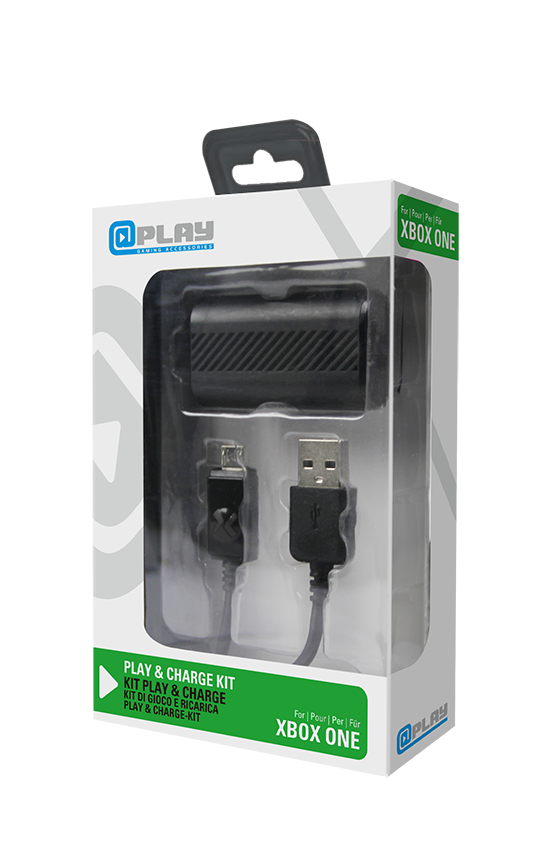 @PLAY
GAMING ACCESSORIES
For | Pour | Per | Für
XBOX ONE
PLAY & CHARGE KIT
KIT PLAY & CHARGE
KIT DI GIOCO E RICARICA
PLAY & CHARGE-KIT
For | Pour | Per | Für
XBOX ONE
@PLAY